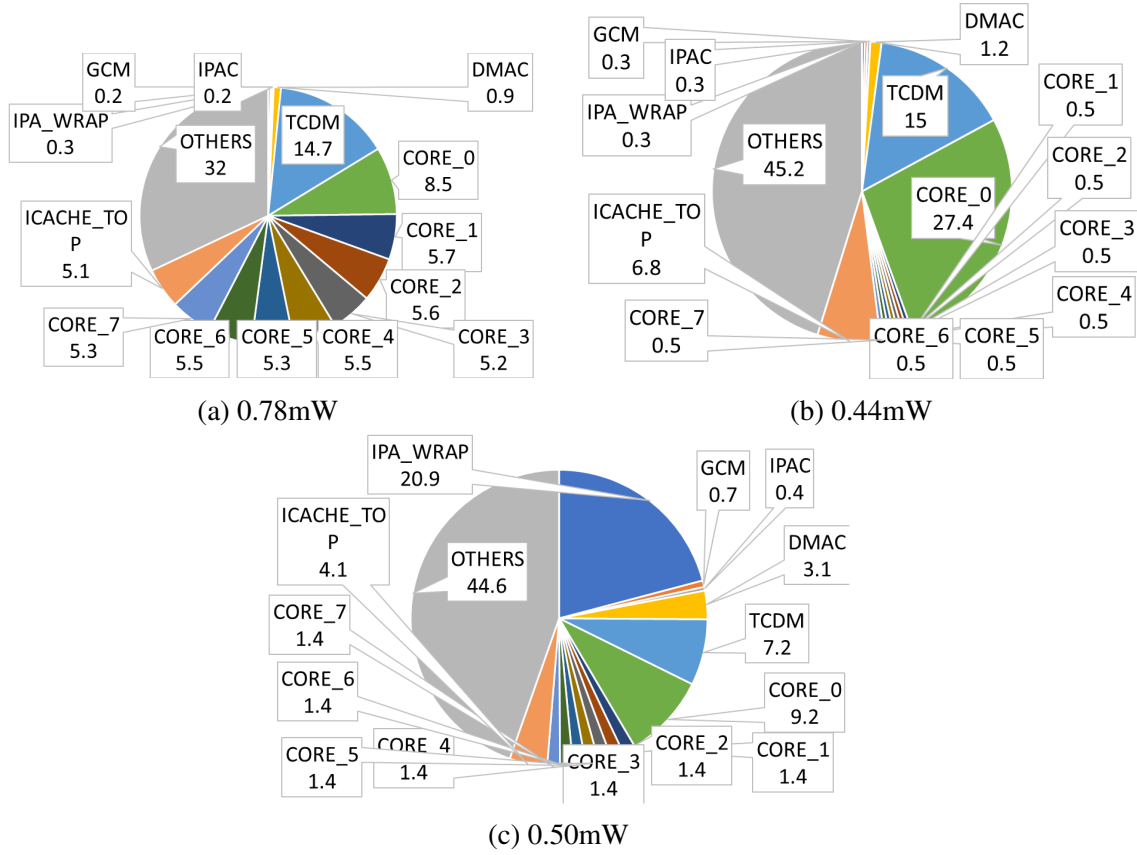 GCM
0.2
IPAC
0.2
DMAC
0.9
IPA_WRAP
0.3
OTHERS
32
TCDM
14.7
CORE_0
8.5
CORE_1
5.7
CORE_2
5.6
CORE_3
5.2
CORE_4
5.5
CORE_5
5.3
CORE_6
5.5
CORE_7
5.3
ICACHE_TO
P
5.1
(a) 0.78mW
GCM
0.3
IPAC
0.3
IPA_WRAP
0.3
DMAC
1.2
TCDM
15
OTHERS
45.2
CORE_0
27.4
CORE_1
0.5
CORE_2
0.5
CORE_3
0.5
CORE_4
0.5
CORE_5
0.5
CORE_6
0.5
CORE_7
0.5
ICACHE_TO
P
6.8
(b) 0.44mW
IPA_WRAP
20.9
GCM
0.7
IPAC
0.4
DMAC
3.1
TCDM
7.2
CORE_0
9.2
CORE_1
1.4
CORE_2
1.4
CORE_3
1.4
CORE_4
1.4
CORE_5
1.4
CORE_6
1.4
CORE_7
1.4
ICACHE_TO
P
4.1
OTHERS
44.6
(c) 0.50mW